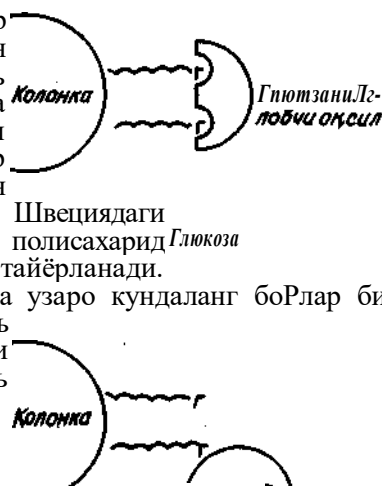 Колонка
ГпютзаниЛг-
лобчи оқсил
Швециядаги
полисахарид Глюкоза
тайёрланади.
а узаро кундаланг боРлар би
Колонка